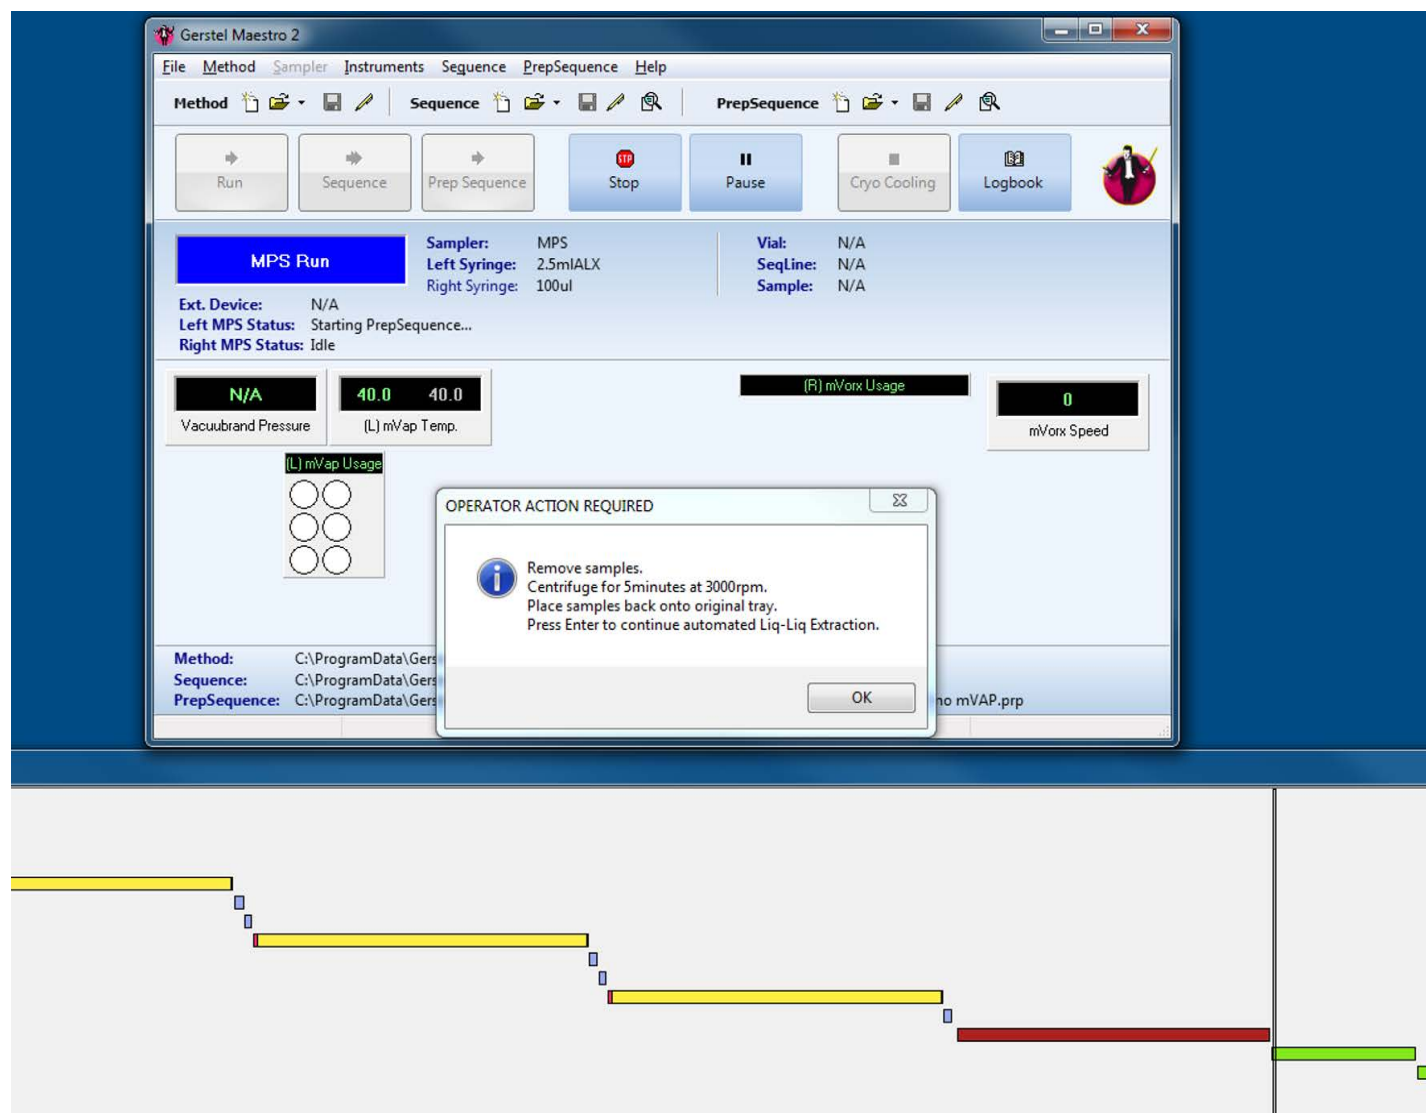 Gerstel Maestro 2
File Method Sampler Instruments Sequence PrepSequence Help
Method Sequence PrepSequence
STP
Run Sequence Prep Sequence Stop Pause Cryo Cooling Logbook
MPS Run
Sampler: MPS
Left Syringe: 2.5mlALX
Right Syringe: 100ul
Vial: N/A
SeqLine: N/A
Sample: N/A
Ext. Device: N/A
Left MPS Status: Starting PrepSequence...
Right MPS Status: Idle
N/A
Vacuubrand Pressure
40.0 40.0
(L) mVap Temp.
(R) mVorx Usage
0
mVorx Speed
(L) mVap Usage
OPERATOR ACTION REQUIRED
Remove samples.
Centrifuge for 5minutes at 3000rpm.
Place samples back onto original tray.
Press Enter to continue automated Liq-Liq Extraction.
OK
Method: C:\ProgramData\Gers
Sequence: C:\ProgramData\Gers
PrepSequence: C:\ProgramData\Gers no mVAP.prp